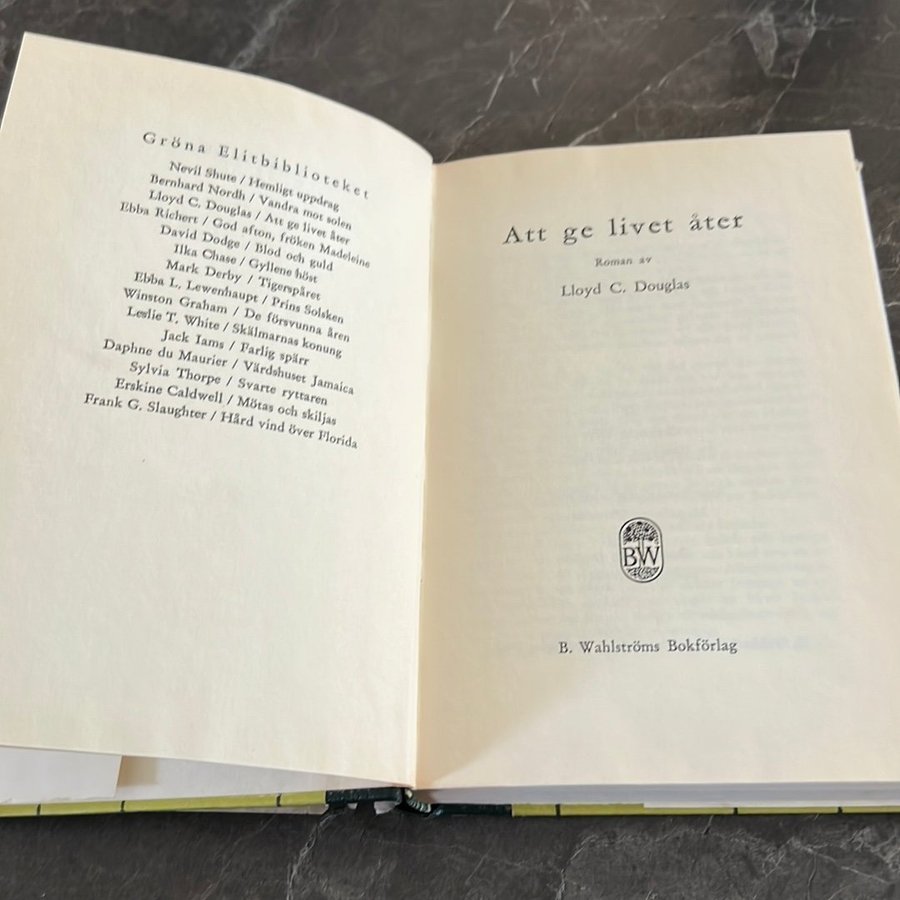 Gröna Elitbiblioteket
Nevil Shute / Hemligt uppdrag
Bernhard Nordh / Vandra mot solen
Lloyd C. Douglas / Att ge livet åter
Ebba Richert / God afton, fröken Madeleine
David Dodge / Blod och guld
Ilka Chase / Gyllene höst
Mark Derby / Tigerspåret
Ebba L. Lewenhaupt / Prins Solsken
Winston Graham / De försvunna åren
Leslie T. White / Skälmarnas konung
Jack Iams / Farlig spärr
Daphne du Maurier / Värdshuset Jamaica
Sylvia Thorpe / Svarte ryttaren
Erskine Caldwell / Mötas och skiljas
Frank G. Slaughter / Hård vind över Florida
Att ge livet åter
Roman av
Lloyd C. Douglas
BW
B. Wahlströms Bokförlag